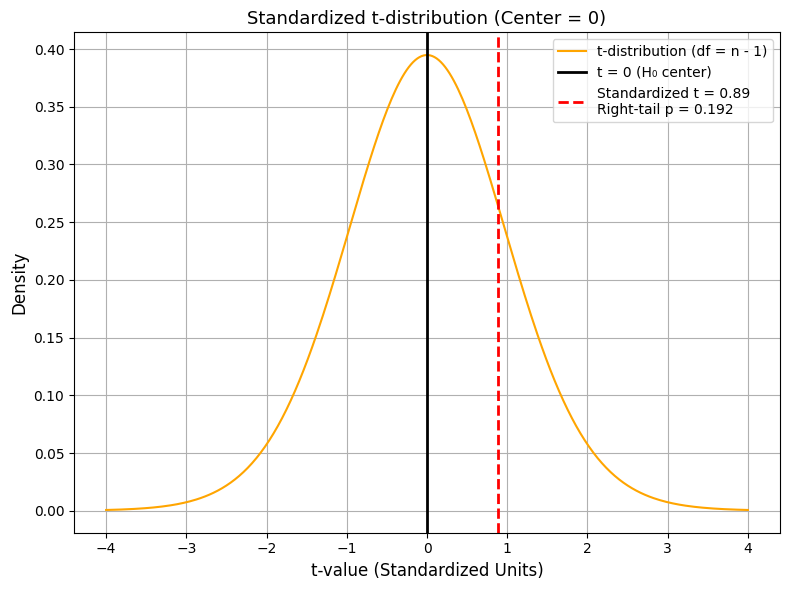 Standardized t-distribution (Center = 0)
t-distribution (df = n - 1)
t = 0 (H₀ center)
Standardized t = 0.89
Right-tail p = 0.192
Density
0.40
0.35
0.30
0.25
0.20
0.15
0.10
0.05
0.00
−4 −3 −2 −1 0 1 2 3 4
t-value (Standardized Units)